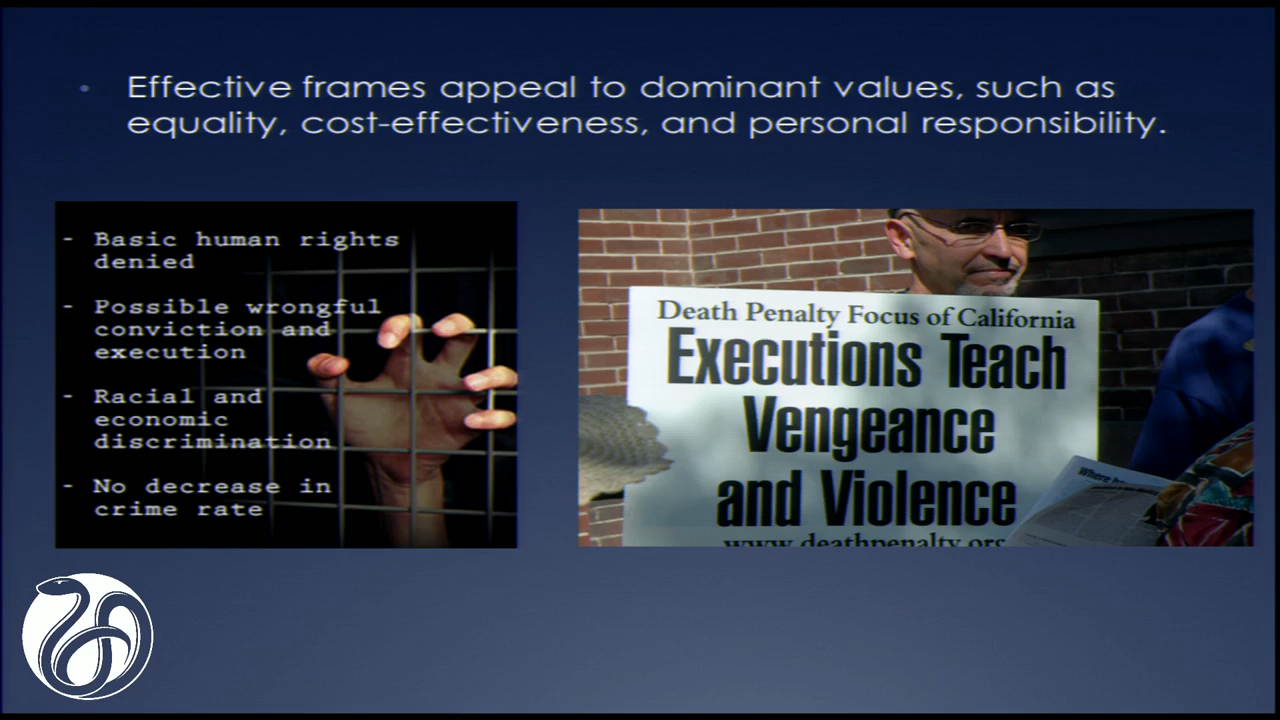 • Effective frames appeal to dominant values, such as
equality, cost-effectiveness, and personal responsibility.
- Basic human rights
denied
- Possible wrongful
conviction and
execution
- Racial and
economic
discrimination
- No decrease in
crime rate
Death Penalty Focus of California
Executions Teach
Vengeance
and Violence
www.deathpenalty.org
Where